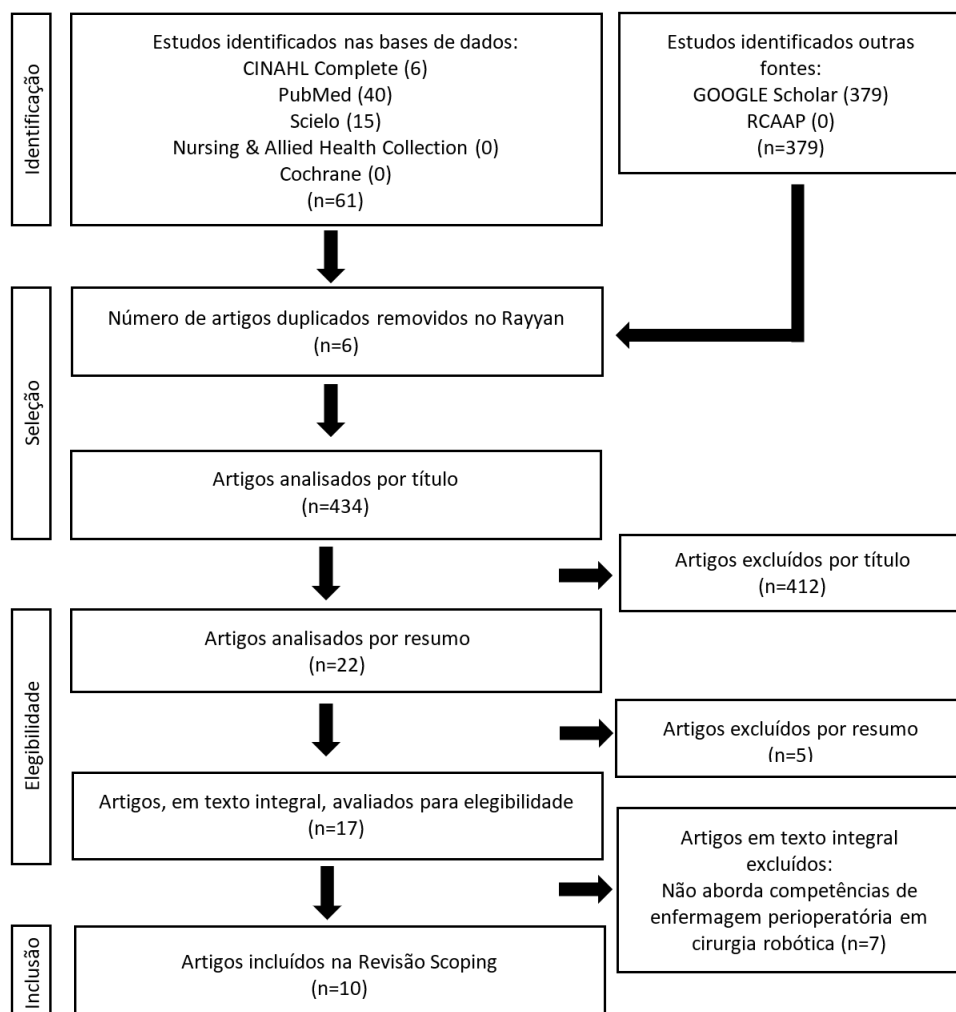 Identificação
Estudos identificados nas bases de dados:
CINAHL Complete (6)
PubMed (40)
Scielo (15)
Nursing & Allied Health Collection (0)
Cochrane (0)
(n=61)
Estudos identificados outras
fontes:
GOOGLE Scholar (379)
RCAAP (0)
(n=379)
Seleção
Número de artigos duplicados removidos no Rayyan
(n=6)
Artigos analisados por título
(n=434)
Artigos excluídos por título
(n=412)
Elegibilidade
Artigos analisados por resumo
(n=22)
Artigos excluídos por resumo
(n=5)
Artigos, em texto integral, avaliados para elegibilidade
(n=17)
Artigos em texto integral
excluídos:
Não aborda competências de
enfermagem perioperatória em
cirurgia robótica (n=7)
Inclusão
Artigos incluídos na Revisão Scoping
(n=10)